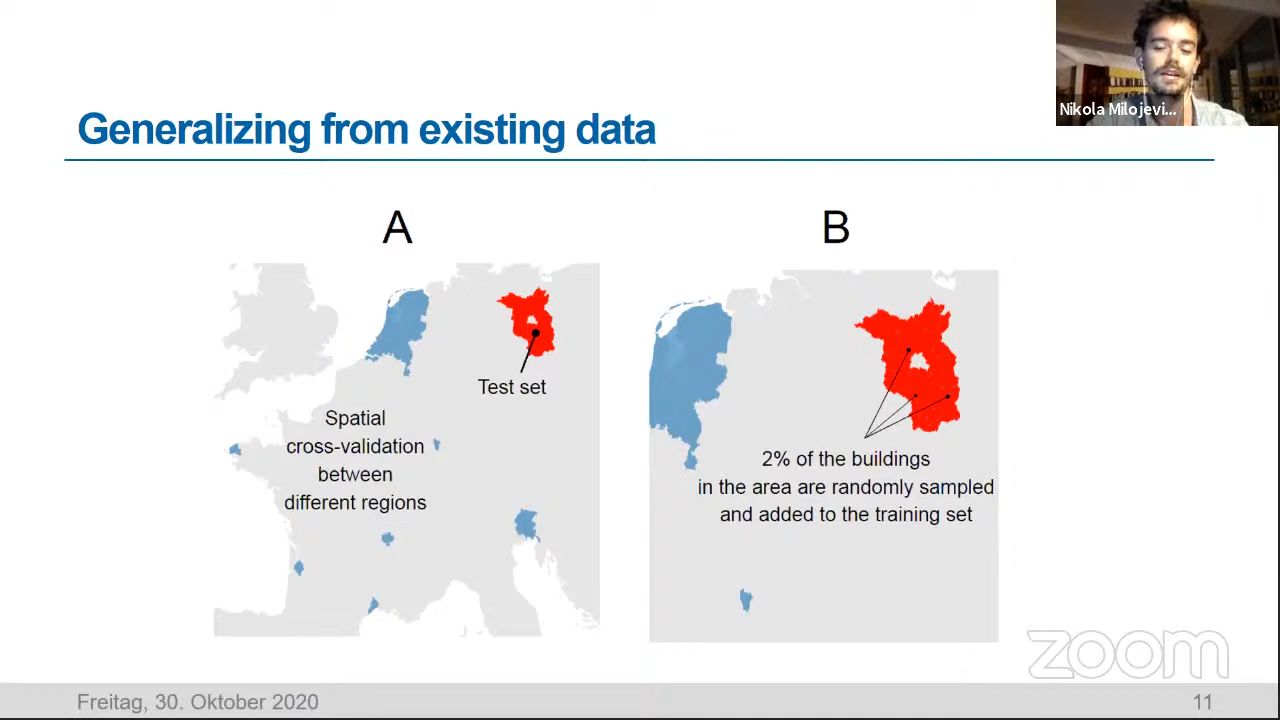 Nikola Milojevi...
Generalizing from existing data
A
B
Test set
Spatial
cross-validation
between
different regions
2% of the buildings
in the area are randomly sampled
and added to the training set
zoom
Freitag, 30. Oktober 2020
11